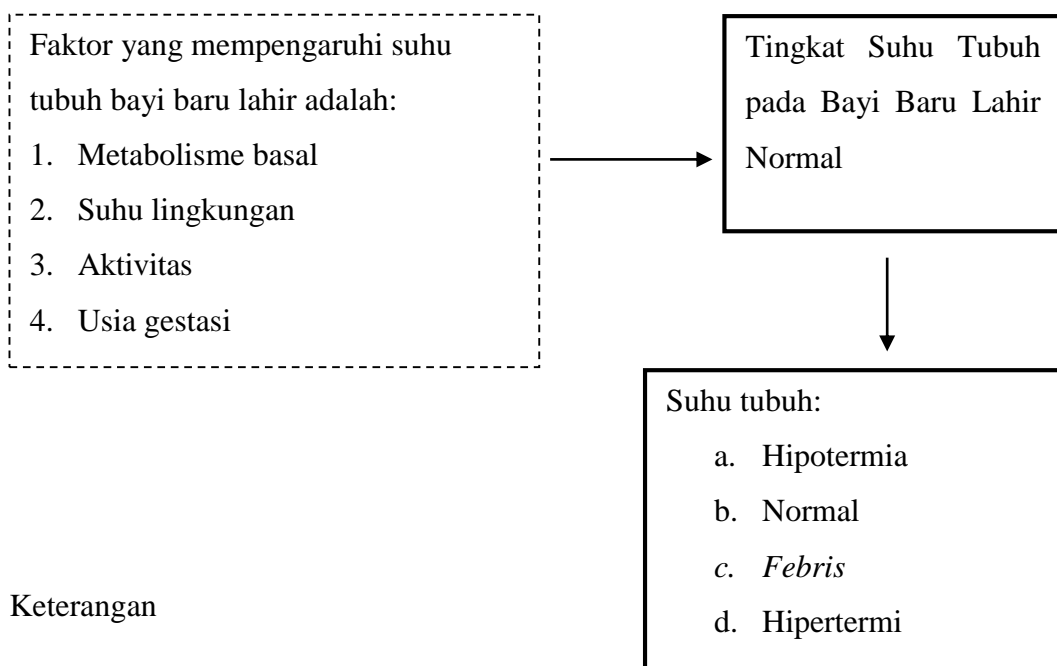 Faktor yang mempengaruhi suhu
tubuh bayi baru lahir adalah:
1. Metabolisme basal
2. Suhu lingkungan
3. Aktivitas
4. Usia gestasi
Tingkat Suhu Tubuh
pada Bayi Baru Lahir
Normal
Suhu tubuh:
a. Hipotermia
b. Normal
c. Febris
d. Hipertermi
Keterangan